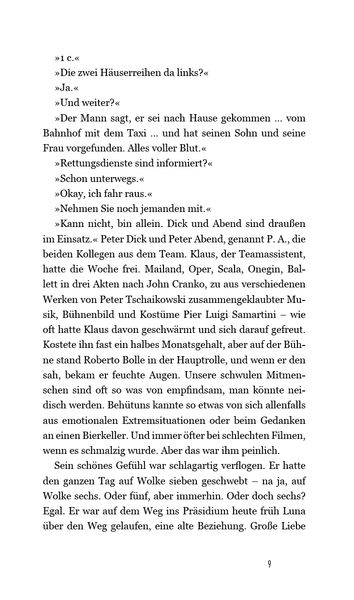 »1 c.«
»Die zwei Häuserreihen da links?«
»Ja.«
»Und weiter?«
»Der Mann sagt, er sei nach Hause gekommen … vom
Bahnhof mit dem Taxi … und hat seinen Sohn und seine
Frau vorgefunden. Alles voller Blut.«
»Rettungsdienste sind informiert?«
»Schon unterwegs.«
»Okay, ich fahr raus.«
»Nehmen Sie noch jemanden mit.«
»Kann nicht, bin allein. Dick und Abend sind draußen
im Einsatz.« Peter Dick und Peter Abend, genannt P. A., die
beiden Kollegen aus dem Team. Klaus, der Teamassistent,
hatte die Woche frei. Mailand, Oper, Scala, Onegin, Bal-
lett in drei Akten nach John Cranko, zu aus verschiedenen
Werken von Peter Tschaikowski zusammengeklaubter Mu-
sik, Bühnenbild und Kostüme Pier Luigi Samartini – wie
oft hatte Klaus davon geschwärmt und sich darauf gefreut.
Kostete ihn fast ein halbes Monatsgehalt, aber auf der Büh-
ne stand Roberto Bolle in der Hauptrolle, und wenn er den
sah, bekam er feuchte Augen. Unsere schwulen Mitmen-
schen sind oft so was von empfindsam, man könnte nei-
disch werden. Behütuns kannte so etwas von sich allenfalls
aus emotionalen Extremsituationen oder beim Gedanken
an einen Bierkeller. Und immer öfter bei schlechten Filmen,
wenn es schmalzig wurde. Aber das war ihm peinlich.
Sein schönes Gefühl war schlagartig verflogen. Er hatte
den ganzen Tag auf Wolke sieben geschwebt – na ja, auf
Wolke sechs. Oder fünf, aber immerhin. Oder doch sechs?
Egal. Er war auf dem Weg ins Präsidium heute früh Luna
über den Weg gelaufen, eine alte Beziehung. Große Liebe
9